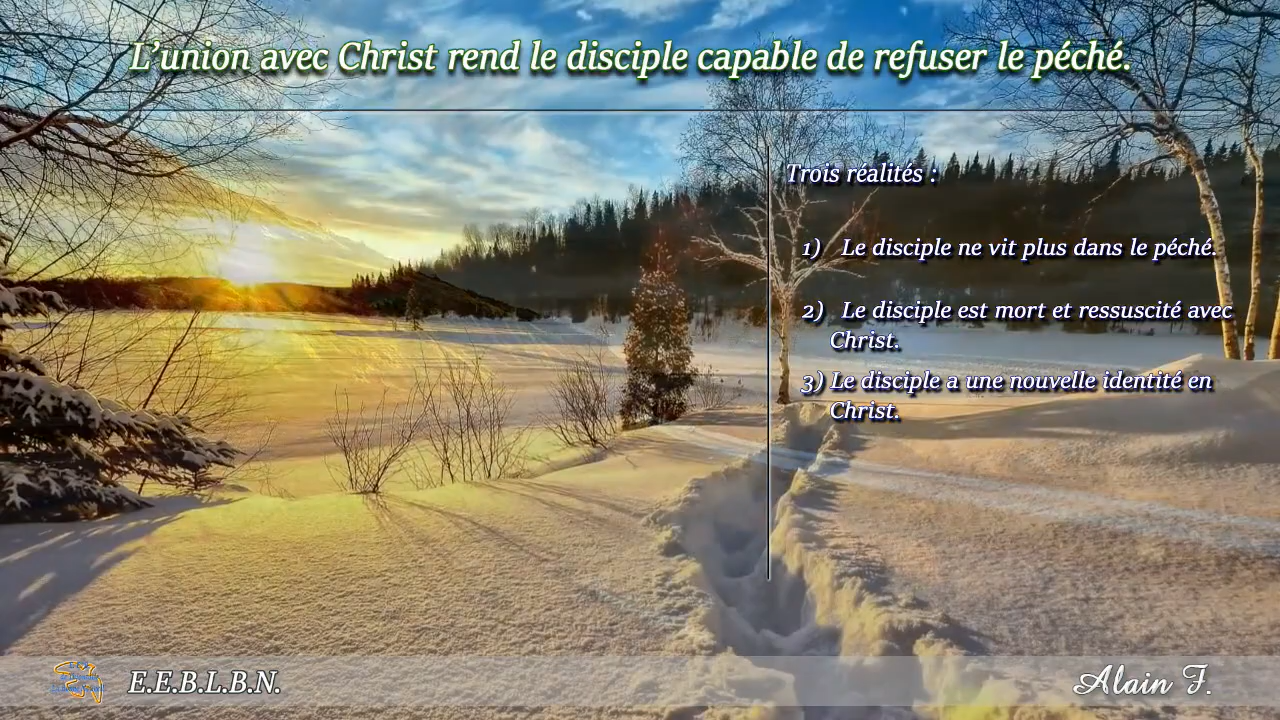 L’union avec Christ rend le disciple capable de refuser le péché.
Trois réalités :
1) Le disciple ne vit plus dans le péché.
2) Le disciple est mort et ressuscité avec
Christ.
3) Le disciple a une nouvelle identité en
Christ.
E.E.B.L.B.N.
Alain F.